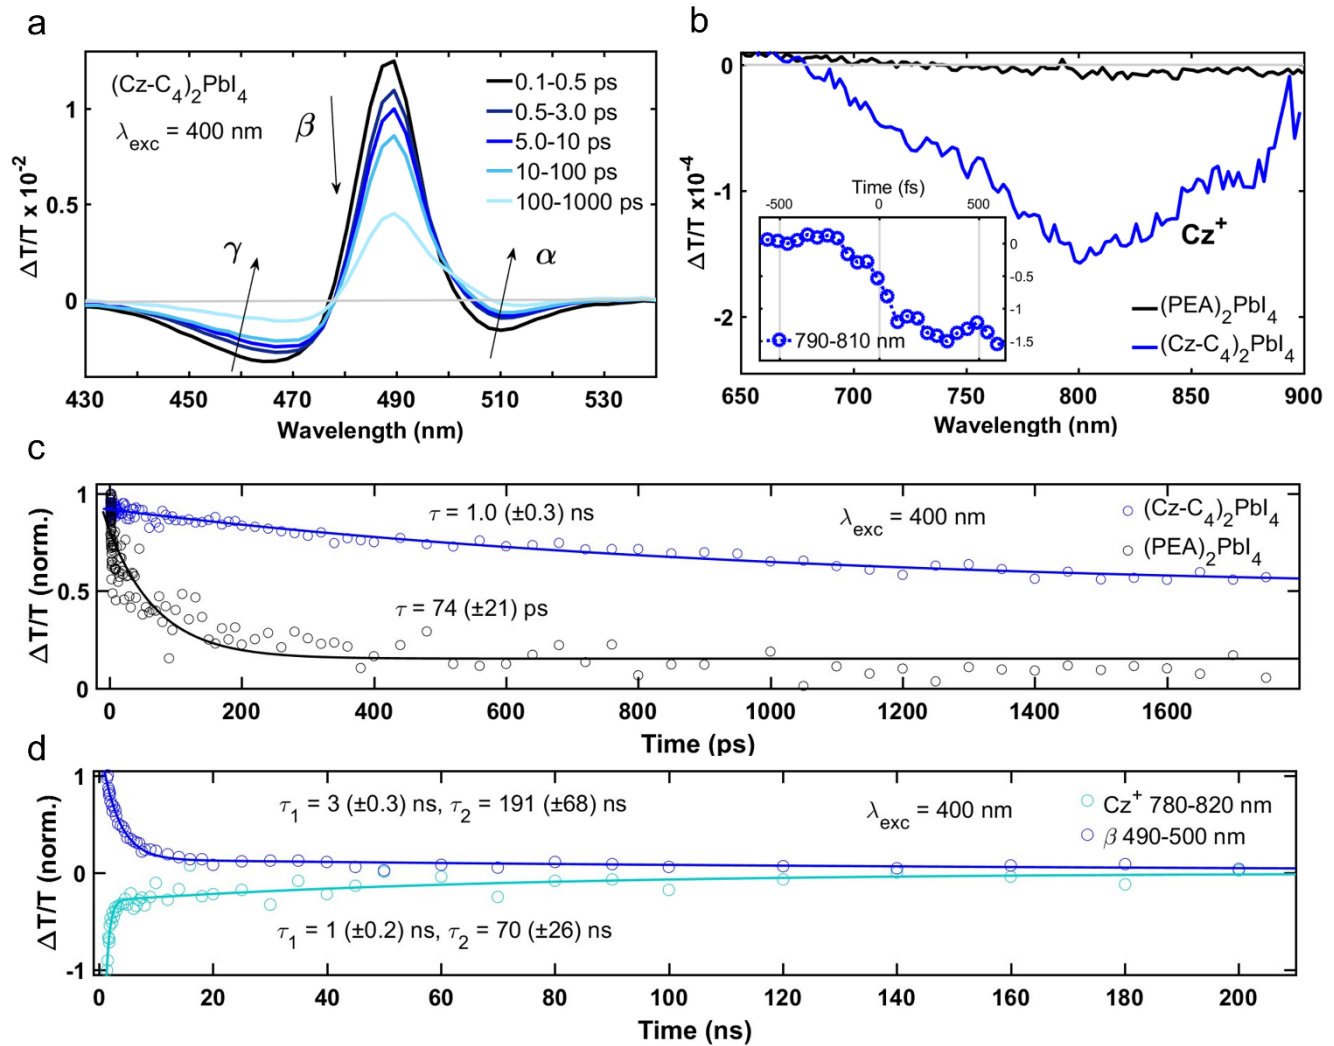 a
(Cz-C4)2PbI4
λexc = 400 nm
β
γ
α
0.1-0.5 ps
0.5-3.0 ps
5.0-10 ps
10-100 ps
100-1000 ps
1
0.5
0
ΔT/T x 10-2
430 450 470 490 510 530
Wavelength (nm)
b
0
-1
-2
ΔT/T x10-4
Time (fs)
-500 0 500
0
-0.5
-1
-1.5
790-810 nm
Cz+
(PEA)2PbI4
(Cz-C4)2PbI4
650 700 750 800 850 900
Wavelength (nm)
c
1
0.5
0
ΔT/T (norm.)
τ = 1.0 (±0.3) ns
λexc = 400 nm
(Cz-C4)2PbI4
(PEA)2PbI4
τ = 74 (±21) ps
0 200 400 600 800 1000 1200 1400 1600
Time (ps)
d
1
0
-1
ΔT/T (norm.)
τ1 = 3 (±0.3) ns, τ2 = 191 (±68) ns
λexc = 400 nm
Cz+ 780-820 nm
β 490-500 nm
τ1 = 1 (±0.2) ns, τ2 = 70 (±26) ns
0 20 40 60 80 100 120 140 160 180 200
Time (ns)